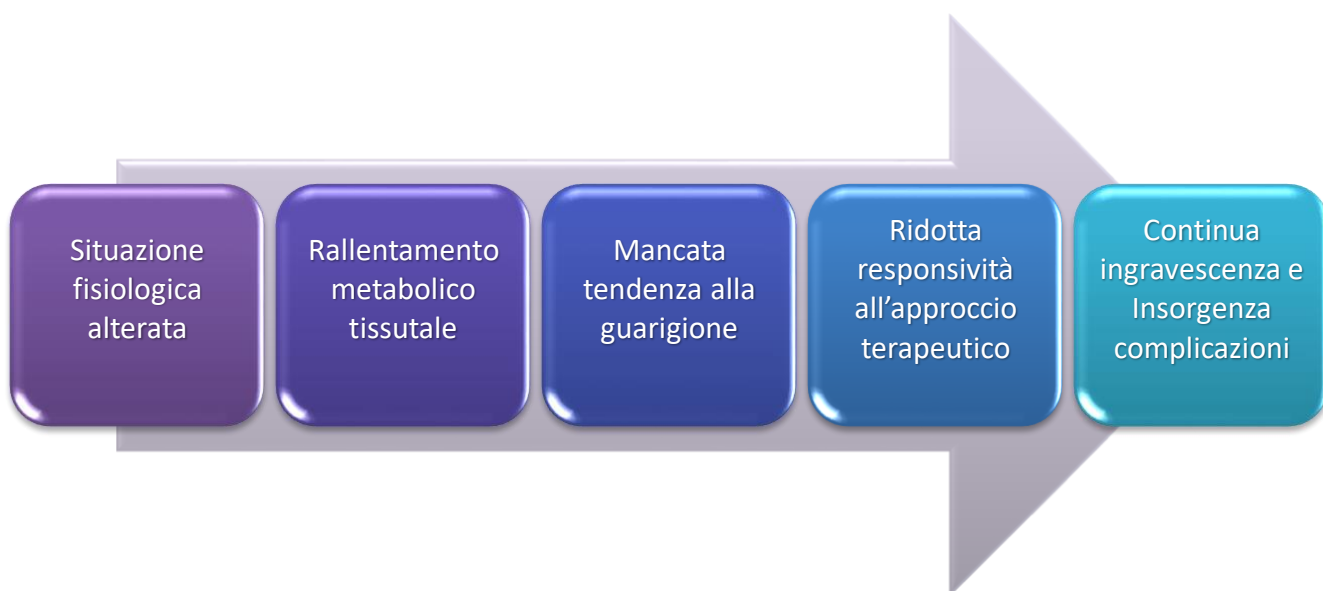 Situazione
fisiologica
alterata
Rallentamento
metabolico
tissutale
Mancata
tendenza alla
guarigione
Ridotta
responsività
all’approccio
terapeutico
Continua
ingravescenza e
Insorgenza
complicazioni